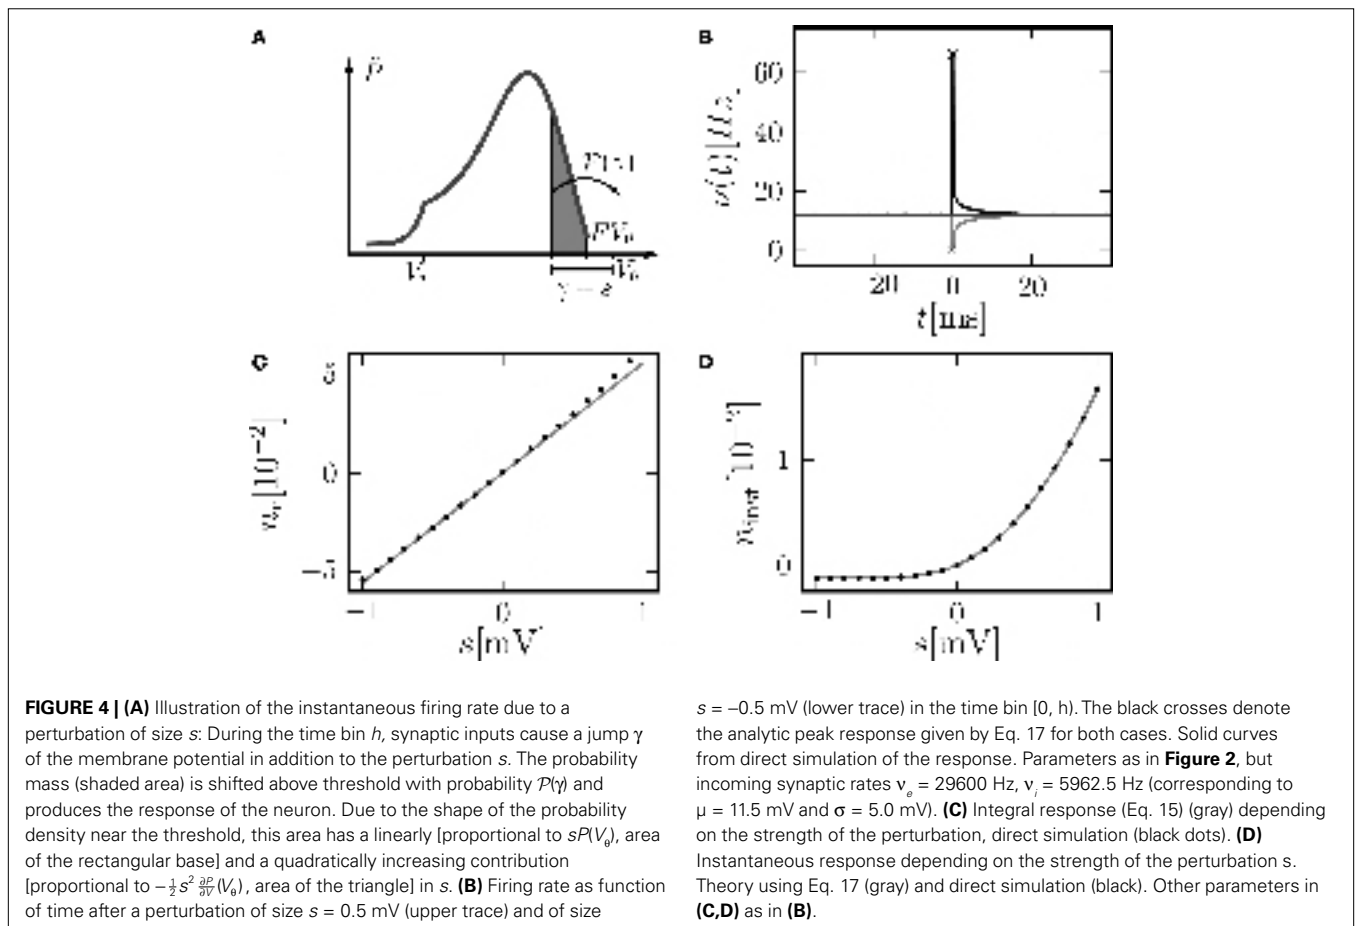 A
B
60
40
20
0
20
0
20
C
D
0
1
0
−1
0
1
−1
0
1
s[mV]
s[mV]
FIGURE 4 | (A) Illustration of the instantaneous firing rate due to a
perturbation of size s: During the time bin h, synaptic inputs cause a jump γ
of the membrane potential in addition to the perturbation s. The probability
mass (shaded area) is shifted above threshold with probability 𝒫(γ) and
produces the response of the neuron. Due to the shape of the probability
density near the threshold, this area has a linearly [proportional to sP(V_θ), area
of the rectangular base] and a quadratically increasing contribution
[proportional to −½s² ∂P/∂V (V_θ), area of the triangle] in s. (B) Firing rate as function
of time after a perturbation of size s = 0.5 mV (upper trace) and of size
s = –0.5 mV (lower trace) in the time bin [0, h). The black crosses denote
the analytic peak response given by Eq. 17 for both cases. Solid curves
from direct simulation of the response. Parameters as in Figure 2, but
incoming synaptic rates ν_e = 29600 Hz, ν_i = 5962.5 Hz (corresponding to
μ = 11.5 mV and σ = 5.0 mV). (C) Integral response (Eq. 15) (gray) depending
on the strength of the perturbation, direct simulation (black dots). (D)
Instantaneous response depending on the strength of the perturbation s.
Theory using Eq. 17 (gray) and direct simulation (black). Other parameters in
(C,D) as in (B).